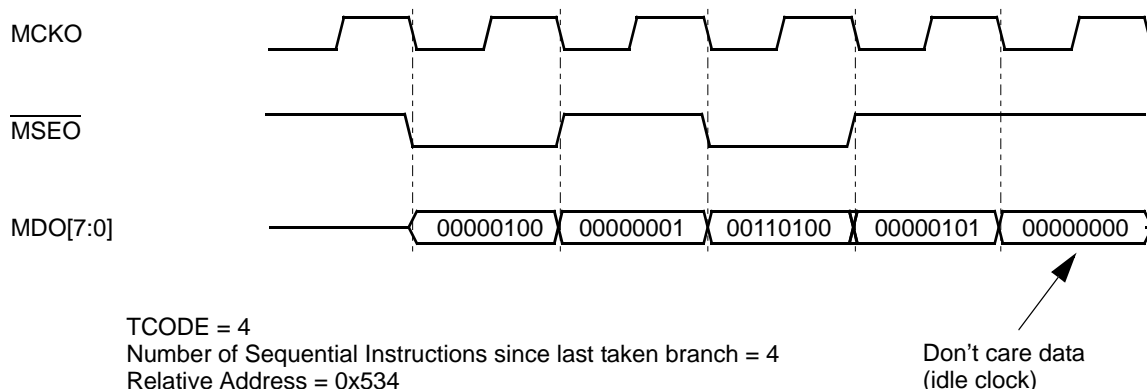 MCKO
MSEO
MDO[7:0]
00000100 00000001 00110100 00000101 00000000
TCODE = 4
Number of Sequential Instructions since last taken branch = 4
Relative Address = 0x534
Don't care data
(idle clock)